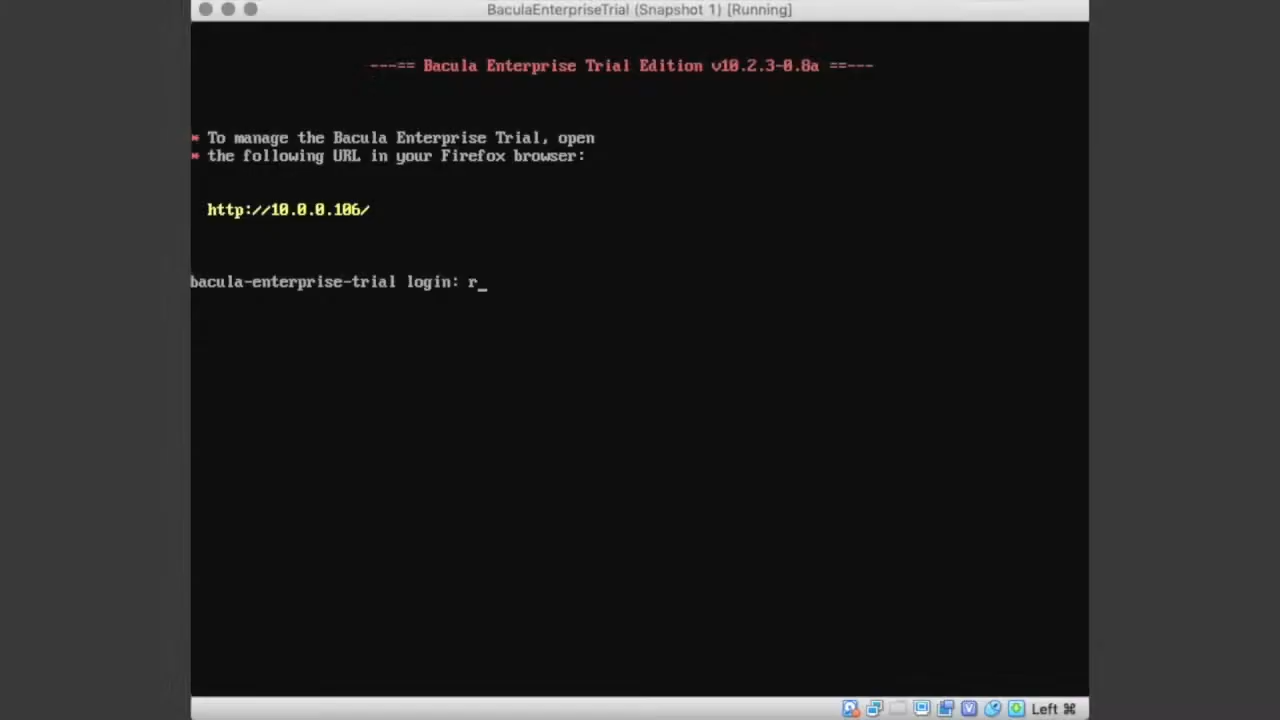 BaculaEnterpriseTrial (Snapshot 1) [Running]
---== Bacula Enterprise Trial Edition v10.2.3-0.8a ==---
* To manage the Bacula Enterprise Trial, open
* the following URL in your Firefox browser:
http://10.0.0.106/
bacula-enterprise-trial login: r_
Left ⌘